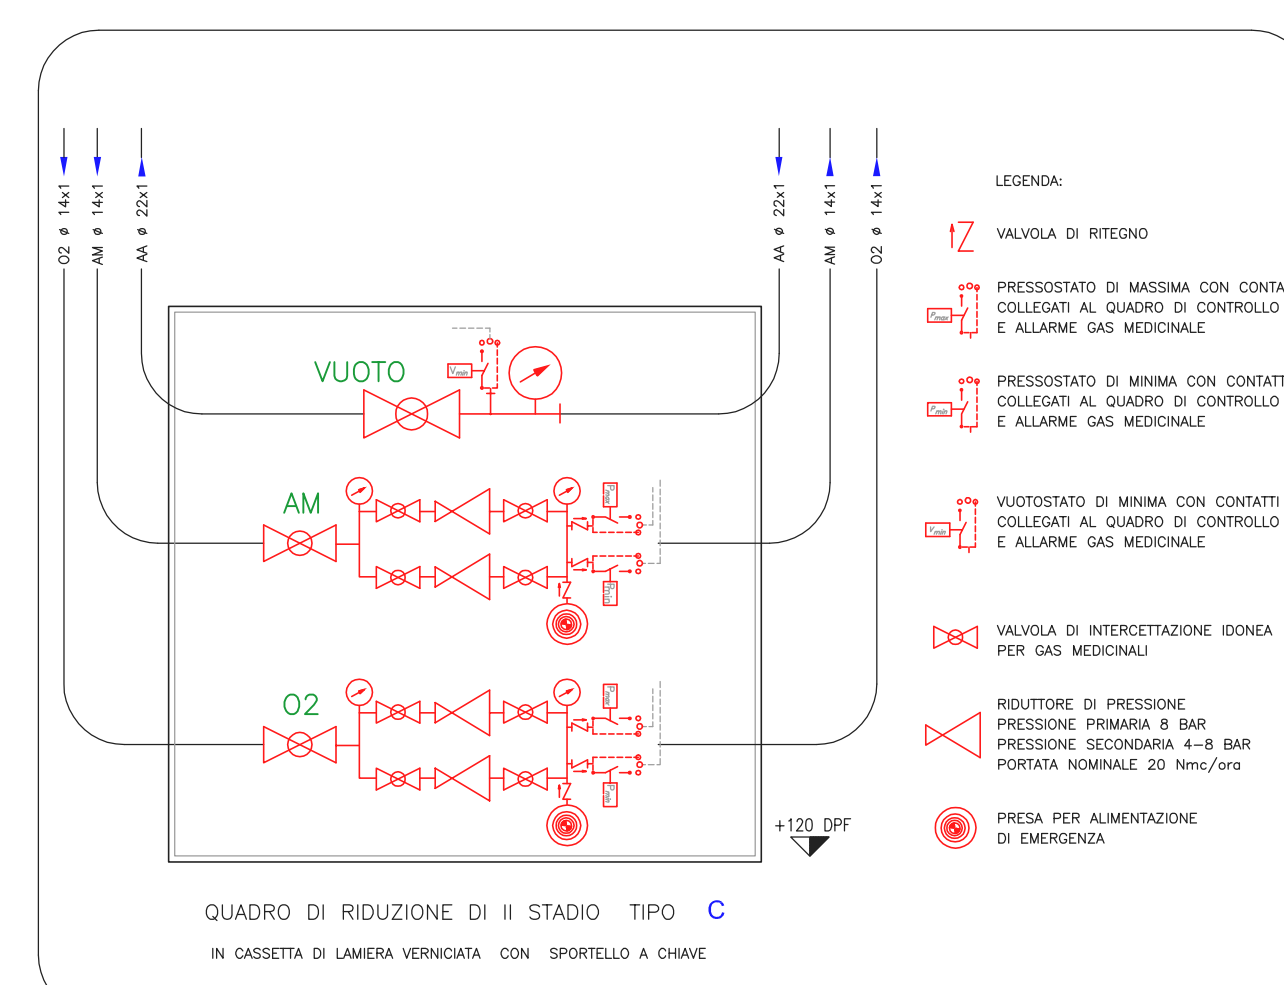 O2 ø 14x1
AM ø 14x1
AA ø 22x1
AA ø 22x1
AM ø 14x1
O2 ø 14x1
VUOTO
Vmin
AM
Pmax
Pmin
O2
Pmax
Pmin
+120 DPF
QUADRO DI RIDUZIONE DI II STADIO TIPO C
IN CASSETTA DI LAMIERA VERNICIATA CON SPORTELLO A CHIAVE
LEGENDA:
VALVOLA DI RITEGNO
Pmax
PRESSOSTATO DI MASSIMA CON CONTA
COLLEGATI AL QUADRO DI CONTROLLO
E ALLARME GAS MEDICINALE
Pmin
PRESSOSTATO DI MINIMA CON CONTATT
COLLEGATI AL QUADRO DI CONTROLLO
E ALLARME GAS MEDICINALE
Vmin
VUOTOSTATO DI MINIMA CON CONTATTI
COLLEGATI AL QUADRO DI CONTROLLO
E ALLARME GAS MEDICINALE
VALVOLA DI INTERCETTAZIONE IDONEA
PER GAS MEDICINALI
RIDUTTORE DI PRESSIONE
PRESSIONE PRIMARIA 8 BAR
PRESSIONE SECONDARIA 4-8 BAR
PORTATA NOMINALE 20 Nmc/ora
PRESA PER ALIMENTAZIONE
DI EMERGENZA